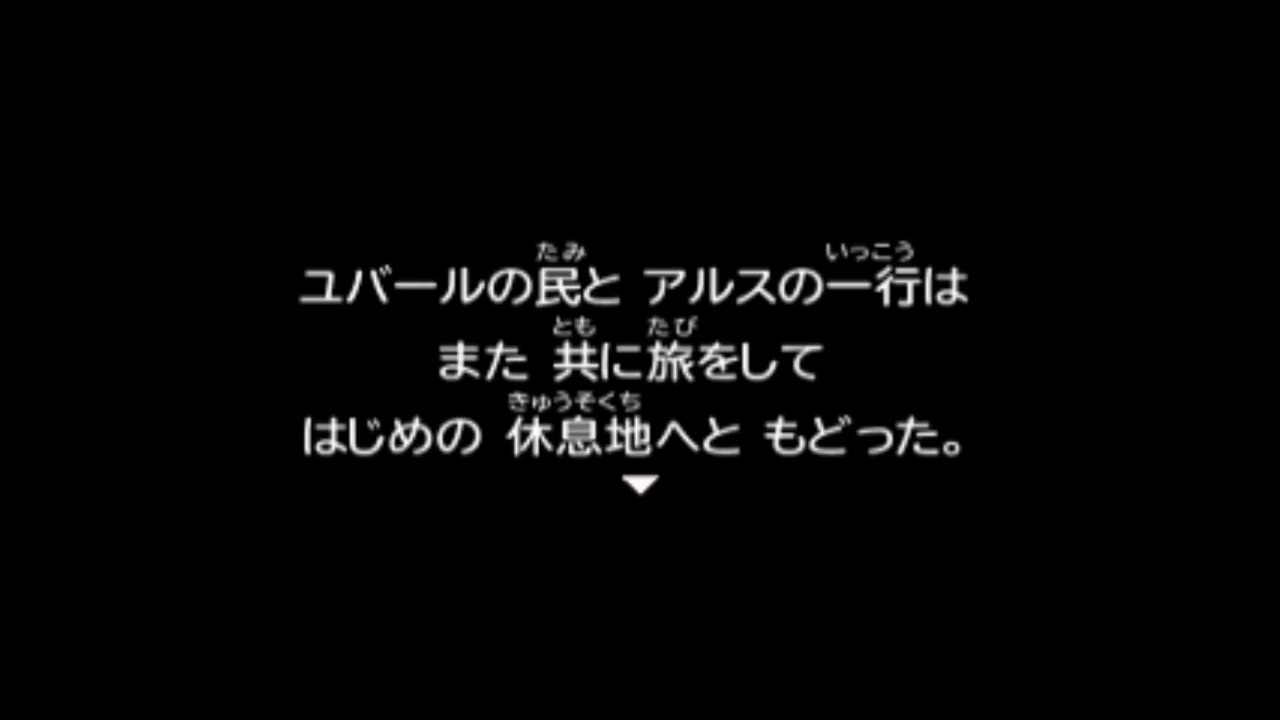 ユバールの民と アルスの一行は
また 共に旅をして
はじめの 休息地へと もどった。